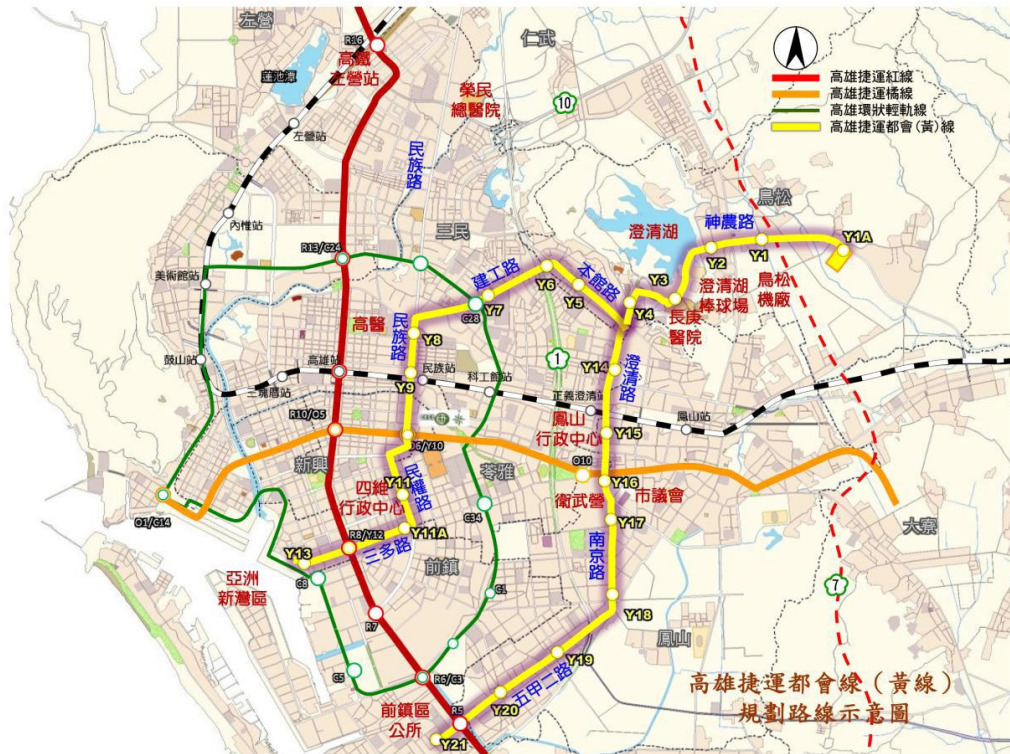 左營
仁武
R16
高鐵
左營站
蓮池潭
榮民
總醫院
10
高雄捷運紅線
高雄捷運橘線
高雄環狀輕軌線
高雄捷運都會(黃)線
左營站
民族路
內惟站
三民
鳥松
澄清湖
神農路
Y1A
R13/C24
美術館站
建工路
Y6
本館路
Y5
Y3
Y2
Y1
Y4
澄清湖
棒球場
鳥松
機廠
長庚
醫院
Y7
C28
高醫
民族路
Y8
鼓山站
高雄站
三塊厝站
Y9
民族站
科工館站
1
Y14
澄清路
正義澄清站
鳳山站
R10/O5
O6/Y10
鳳山
行政中心
Y15
新興
苓雅
O10
衛武營
Y16
市議會
四維
行政中心
Y11
民權路
O1/C14
C34
Y17
大寮
Y11A
R8/Y12
三多路
Y13
前鎮
南京路
亞洲
新灣區
C8
C1
7
R7
Y18
鳳山
C5
R6/C3
Y19
五甲二路
Y20
前鎮區
公所
R5
Y21
高雄捷運都會線（黃線）
規劃路線示意圖